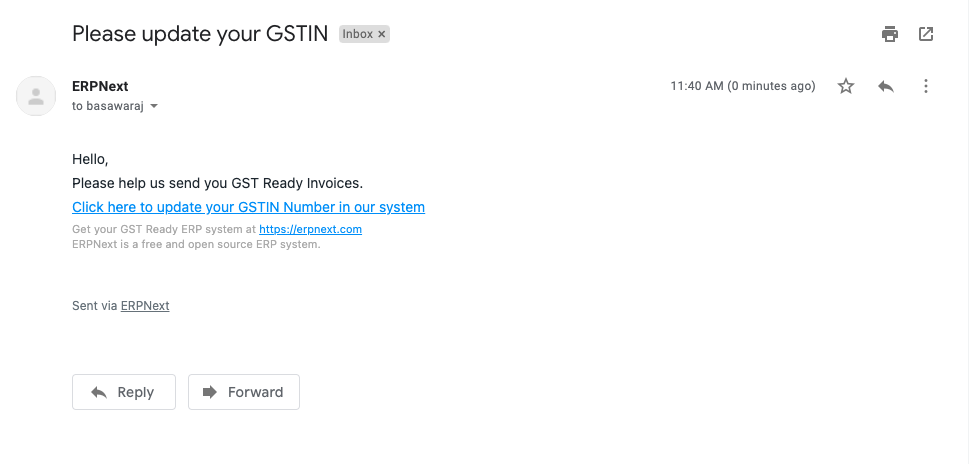 Please update your GSTIN Inbox ×
ERPNext 11:40 AM (0 minutes ago)
to basawaraj
Hello,
Please help us send you GST Ready Invoices.
Click here to update your GSTIN Number in our system
Get your GST Ready ERP system at https://erpnext.com
ERPNext is a free and open source ERP system.
Sent via ERPNext
Reply Forward